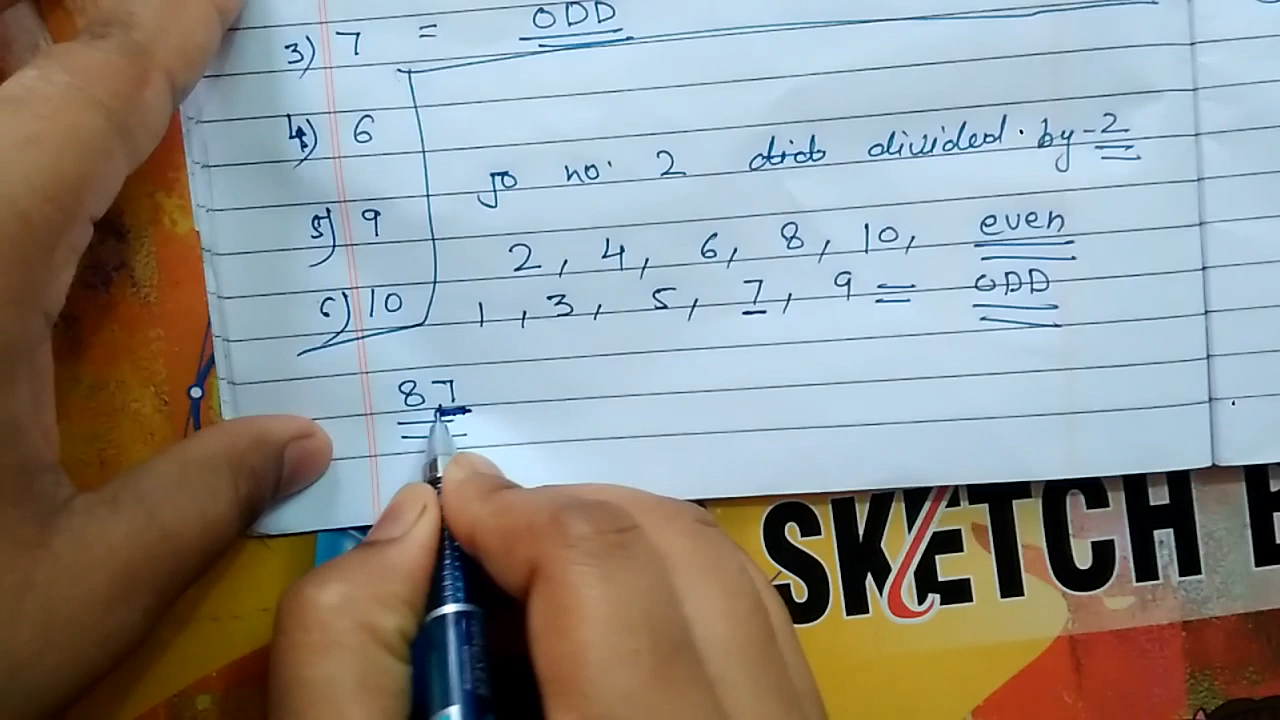 3) 7 = ODD
4) 6
jo no. 2 divided. by - 2
5) 9
2, 4, 6, 8, 10, even
6) 10
1, 3, 5, 7, 9 = ODD
87
SKETCH